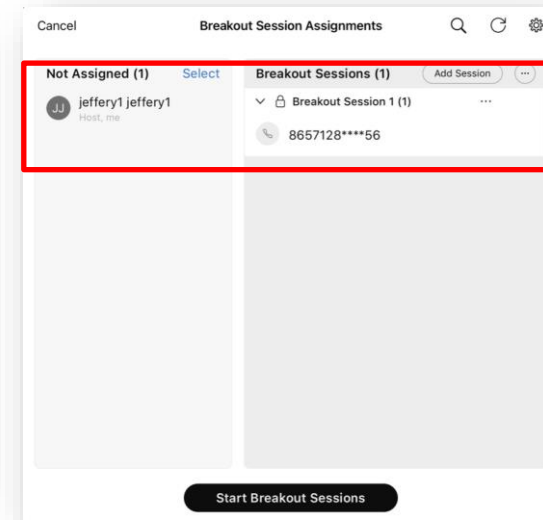 Cancel Breakout Session Assignments
Not Assigned (1) Select
JJ jeffery1 jeffery1
Host, me
Breakout Sessions (1) Add Session ...
Breakout Session 1 (1) ...
8657128****56
Start Breakout Sessions